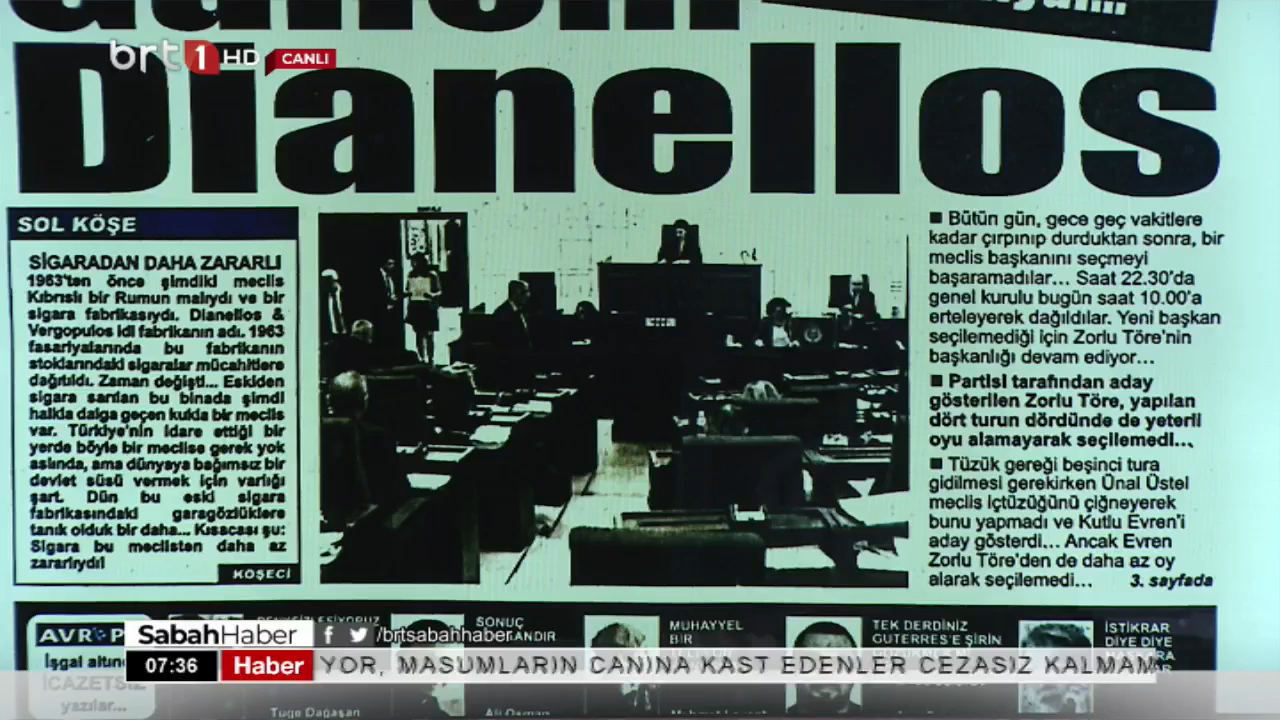 brt 1 HD CANLI
Dianellos
SOL KÖŞE
SİGARADAN DAHA ZARARLI
1963'ten önce şimdiki meclis
Kıbrıslı bir Rumun malıydı ve bir
sigara fabrikasıydı. Dianellos &
Vergopulos idi fabrikanın adı. 1963
fasariyalarında bu fabrikanın
stoklarındaki sigaralar mücahitlere
dağıtıldı. Zaman değişti... Eskiden
sigara sarılan bu binada şimdi
halkla dalga geçen kukla bir meclis
var. Türkiye'nin idare ettiği bir
yerde böyle bir meclise gerek yok
aslında, ama dünyaya bağımsız bir
devlet süsü vermek için varlığı
şart. Dün bu eski sigara
fabrikasındaki garagözlüklere
tanık olduk bir daha... Kısacası şu:
Sigara bu meclisten daha az
zararlıydı!
KÖŞECİ
■ Bütün gün, gece geç vakitlere
kadar çırpınıp durduktan sonra, bir
meclis başkanını seçmeyi
başaramadılar... Saat 22.30'da
genel kurulu bugün saat 10.00'a
erteleyerek dağıldılar. Yeni başkan
seçilemediği için Zorlu Töre'nin
başkanlığı devam ediyor...
■ Partisi tarafından aday
gösterilen Zorlu Töre, yapılan
dört turun dördünde de yeterli
oyu alamayarak seçilemedi...
■ Tüzük gereği beşinci tura
gidilmesi gerekirken Ünal Üstel
meclis içtüzüğünü çiğneyerek
bunu yapmadı ve Kutlu Evren'i
aday gösterdi... Ancak Evren
Zorlu Töre'den de daha az oy
alarak seçilemedi... 3. sayfada
AVR P
İşgal altın
İCAZETSİZ
yazılar...
Tuğe Dağaşan
SONUÇ
ANDIR
Ali Osman
MUHAYYEL
BİR
TEK DERDİNİZ
GUTERRES'E ŞİRİN
İSTİKRAR
DİYE DİYE
SabahHaber /brtsabahhaber
07:36 Haber YOR, MASUMLARIN CANINA KAST EDENLER CEZASIZ KALMAM